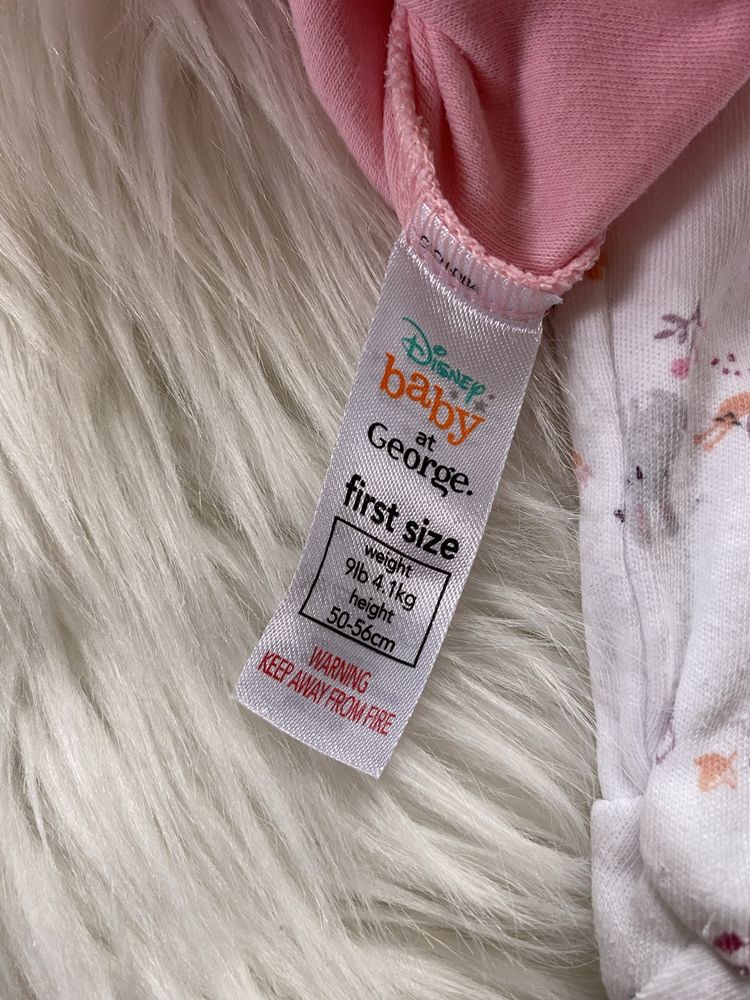 Disney
baby
at
George.
first size
weight
9lb 4.1kg
height
50-56cm
WARNING
KEEP AWAY FROM FIRE